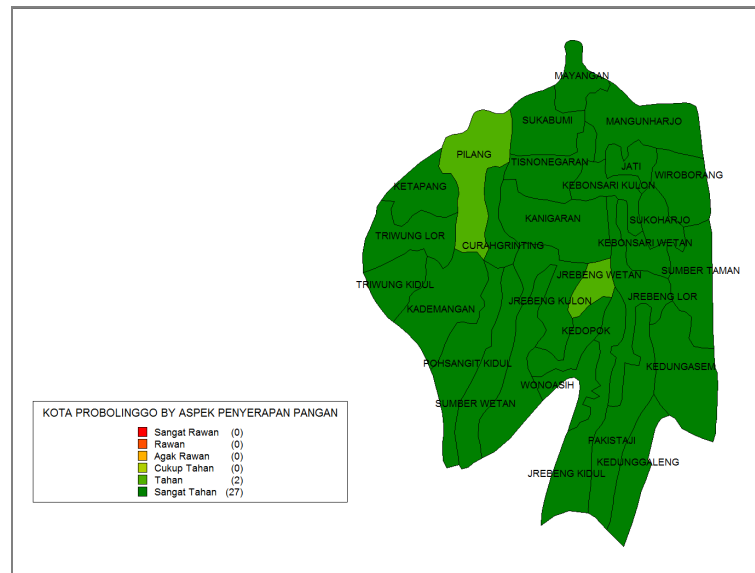 MAYANGAN
SUKABUMI
MANGUNHARJO
PILANG
TISNONEGARAN
JATI
WIROBORANG
KETAPANG
KEBONSARI KULON
KANIGARAN
SUKOHARJO
TRIWUNG LOR
CURAHGRINTING
KEBONSARI WETAN
SUMBER TAMAN
JREBENG WETAN
TRIWUNG KIDUL
JREBENG KULON
JREBENG LOR
KADEMANGAN
KEDOPOK
POHSANGIT KIDUL
KEDUNGASEM
WONOASIH
SUMBER WETAN
PAKISTAJI
KEDUNGGALENG
JREBENG KIDUL
KOTA PROBOLINGGO BY ASPEK PENYERAPAN PANGAN
Sangat Rawan (0)
Rawan (0)
Agak Rawan (0)
Cukup Tahan (0)
Tahan (2)
Sangat Tahan (27)